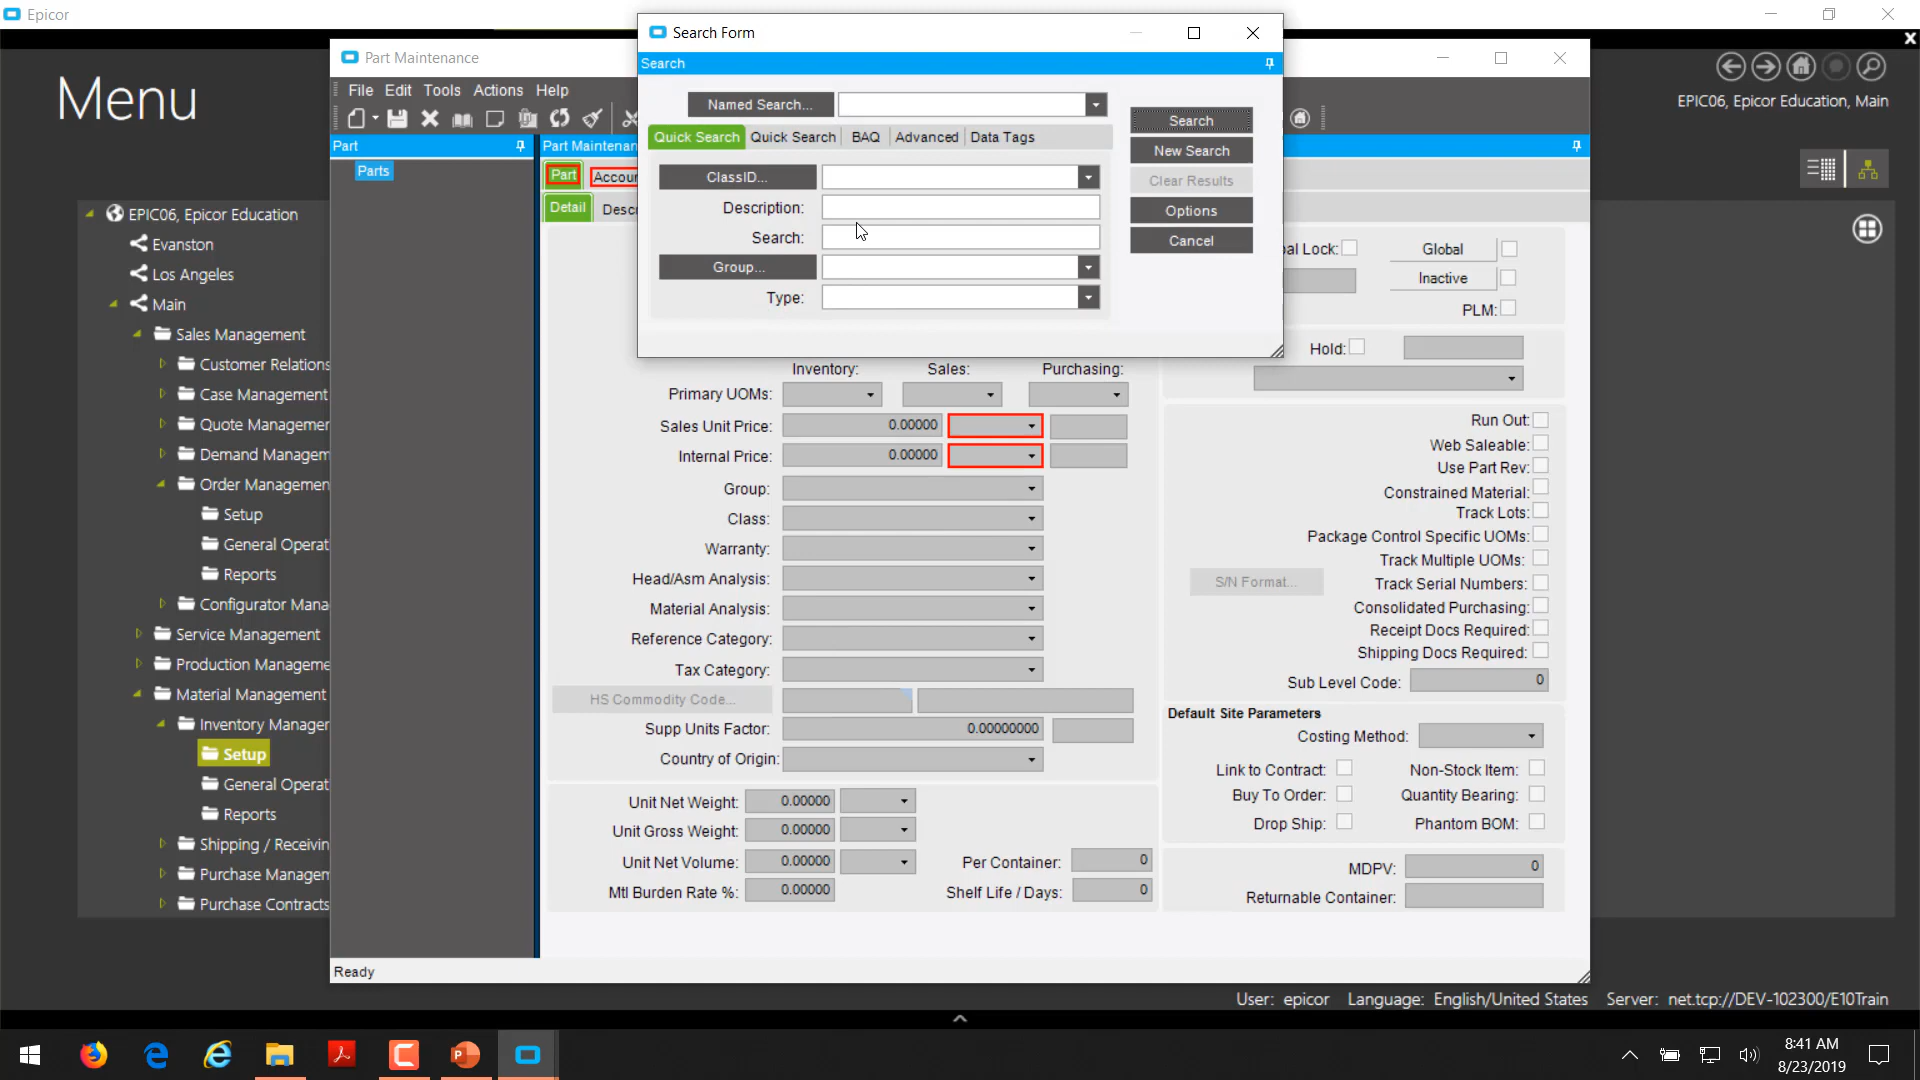 Epicor
Menu
EPIC06, Epicor Education, Main
EPIC06, Epicor Education
Evanston
Los Angeles
Main
Sales Management
Customer Relations
Case Management
Quote Managemer
Demand Managem
Order Managemen
Setup
General Operat
Reports
Configurator Mana
Service Management
Production Manageme
Material Management
Inventory Manager
Setup
General Operat
Reports
Shipping / Receivin
Purchase Managem
Purchase Contracts
Part Maintenance
File Edit Tools Actions Help
Part
Parts
Part Maintenan
Part Accour
Detail Descr
Search Form
Search
Named Search...
Quick Search Quick Search BAQ Advanced Data Tags
ClassID...
Description:
Search:
Group...
Type:
Search
New Search
Clear Results
Options
Cancel
al Lock: Global
Inactive
PLM:
Hold:
Inventory: Sales: Purchasing:
Primary UOMs:
Sales Unit Price: 0.00000
Internal Price: 0.00000
Group:
Class:
Warranty:
Head/Asm Analysis:
Material Analysis:
Reference Category:
Tax Category:
HS Commodity Code...
Supp Units Factor: 0.00000000
Country of Origin:
Unit Net Weight: 0.00000
Unit Gross Weight: 0.00000
Unit Net Volume: 0.00000 Per Container: 0
Mtl Burden Rate %: 0.00000 Shelf Life / Days: 0
Run Out:
Web Saleable:
Use Part Rev:
Constrained Material:
Track Lots:
Package Control Specific UOMs:
Track Multiple UOMs:
S/N Format... Track Serial Numbers:
Consolidated Purchasing:
Receipt Docs Required:
Shipping Docs Required:
Sub Level Code: 0
Default Site Parameters
Costing Method:
Link to Contract: Non-Stock Item:
Buy To Order: Quantity Bearing:
Drop Ship: Phantom BOM:
MDPV: 0
Returnable Container:
Ready
User: epicor Language: English/United States Server: net.tcp://DEV-102300/E10Train
8:41 AM
8/23/2019